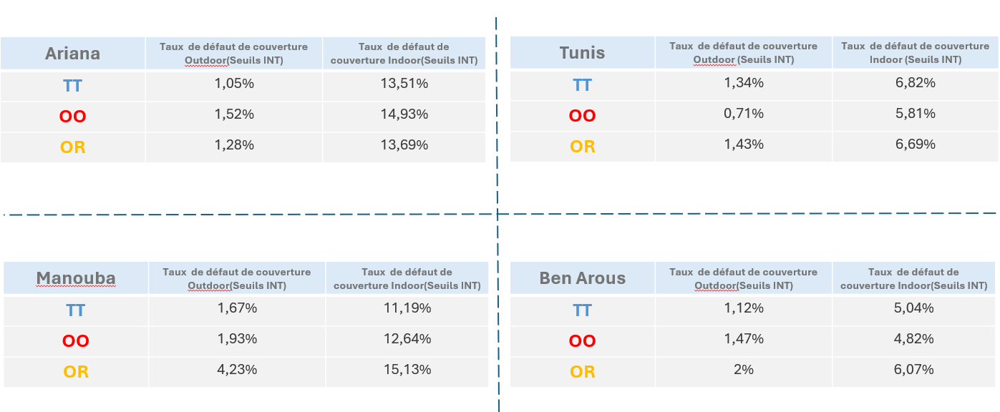 Ariana
Taux de défaut de couverture
Outdoor(Seuils INT)
Taux de défaut de
couverture Indoor(Seuils INT)
TT 1,05% 13,51%
OO 1,52% 14,93%
OR 1,28% 13,69%
Tunis
Taux de défaut de couverture
Outdoor (Seuils INT)
Taux de défaut de couverture
Indoor (Seuils INT)
TT 1,34% 6,82%
OO 0,71% 5,81%
OR 1,43% 6,69%
Manouba
Taux de défaut de couverture
Outdoor(Seuils INT)
Taux de défaut de
couverture Indoor(Seuils INT)
TT 1,67% 11,19%
OO 1,93% 12,64%
OR 4,23% 15,13%
Ben Arous
Taux de défaut de couverture
Outdoor(Seuils INT)
Taux de défaut de
couverture Indoor(Seuils INT)
TT 1,12% 5,04%
OO 1,47% 4,82%
OR 2% 6,07%